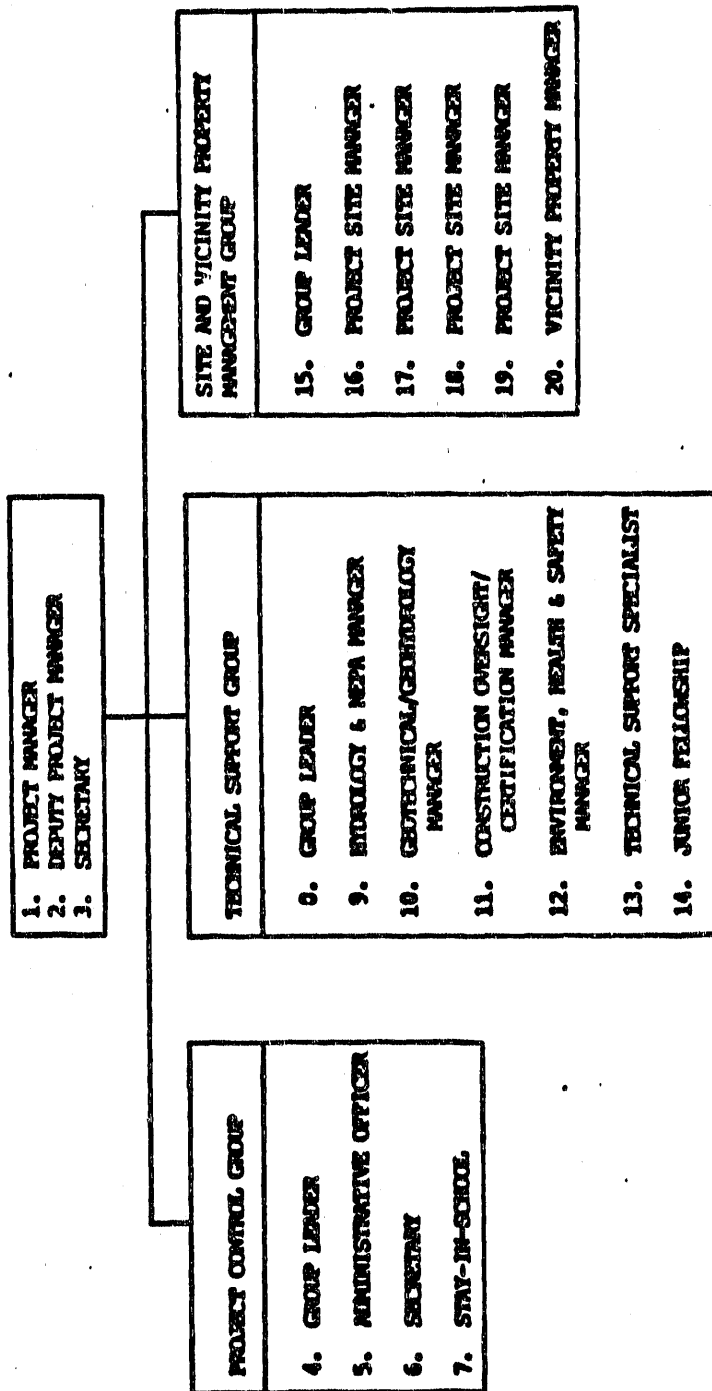 1. PROJECT MANAGER
2. DEPUTY PROJECT MANAGER
3. SECRETARY
PROJECT CONTROL GROUP
4. GROUP LEADER
5. ADMINISTRATIVE OFFICER
6. SECRETARY
7. STAY-IN-SCHOOL
TECHNICAL SUPPORT GROUP
8. GROUP LEADER
9. HYDROLOGY & NEPA MANAGER
10. GEOTECHNICAL/GEOHYDROLOGY
MANAGER
11. CONSTRUCTION OVERSIGHT/
CERTIFICATION MANAGER
12. ENVIRONMENT, HEALTH & SAFETY
MANAGER
13. TECHNICAL SUPPORT SPECIALIST
14. JUNIOR FELLOWSHIP
SITE AND VICINITY PROPERTY
MANAGEMENT GROUP
15. GROUP LEADER
16. PROJECT SITE MANAGER
17. PROJECT SITE MANAGER
18. PROJECT SITE MANAGER
19. PROJECT SITE MANAGER
20. VICINITY PROPERTY MANAGER